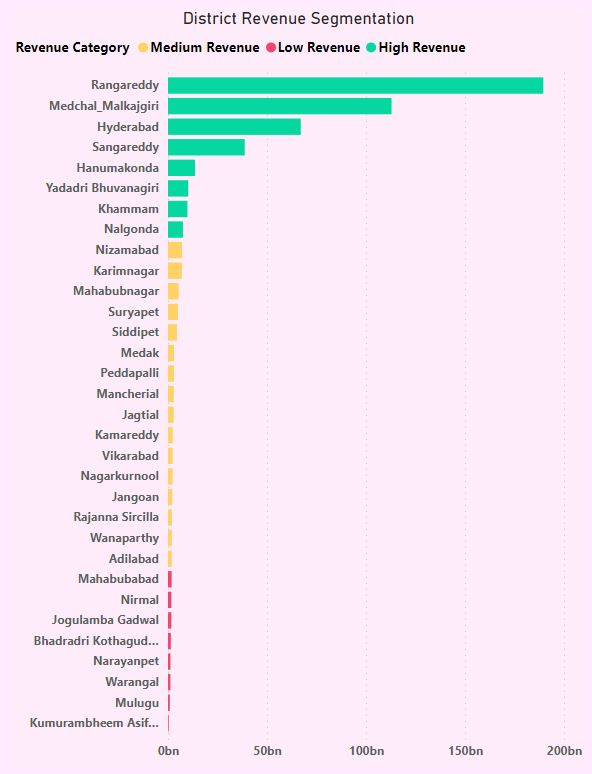 District Revenue Segmentation
Revenue Category Medium Revenue Low Revenue High Revenue
Rangareddy
Medchal_Malkajgiri
Hyderabad
Sangareddy
Hanumakonda
Yadadri Bhuvanagiri
Khammam
Nalgonda
Nizamabad
Karimnagar
Mahabubnagar
Suryapet
Siddipet
Medak
Peddapalli
Mancherial
Jagtial
Kamareddy
Vikarabad
Nagarkurnool
Jangoan
Rajanna Sircilla
Wanaparthy
Adilabad
Mahabubabad
Nirmal
Jogulamba Gadwal
Bhadradri Kothagud...
Narayanpet
Warangal
Mulugu
Kumurambheem Asif...
0bn 50bn 100bn 150bn 200bn